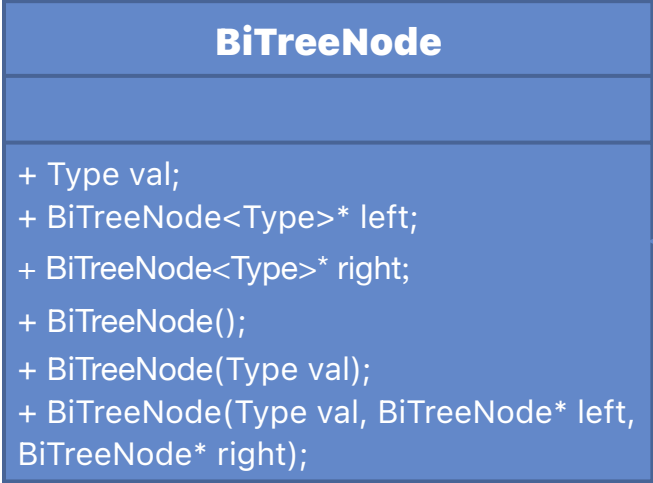 BiTreeNode
+ Type val;
+ BiTreeNode<Type>* left;
+ BiTreeNode<Type>* right;
+ BiTreeNode();
+ BiTreeNode(Type val);
+ BiTreeNode(Type val, BiTreeNode* left,
BiTreeNode* right);